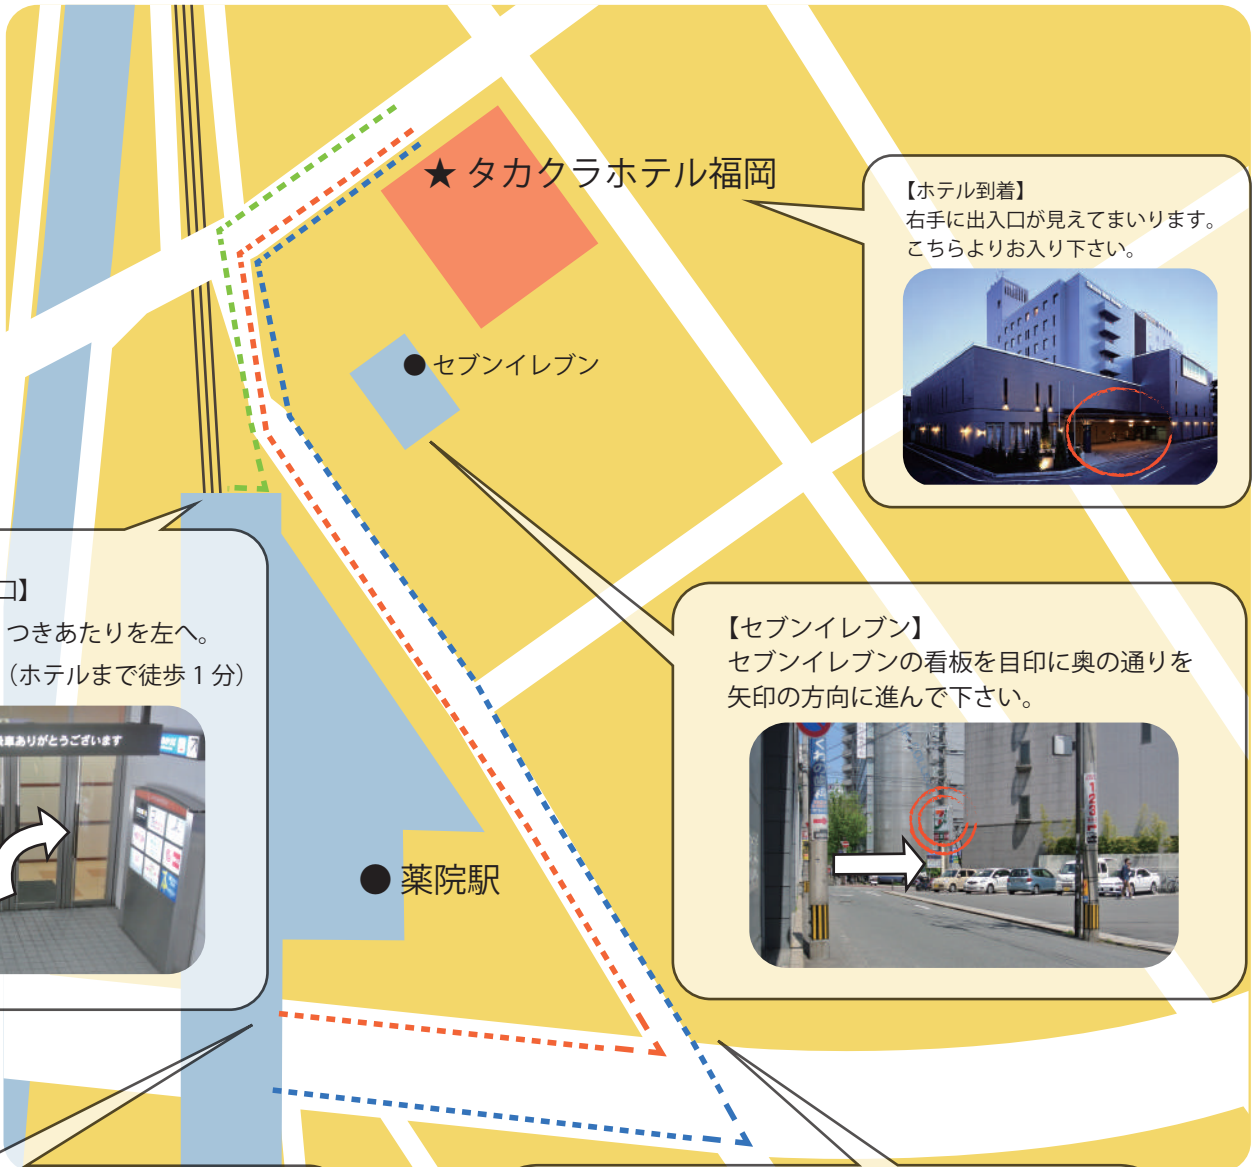 ★ タカクラホテル福岡
【ホテル到着】
右手に出入口が見えてまいります。
こちらよりお入り下さい。
● セブンイレブン
口】
つきあたりを左へ。
（ホテルまで徒歩 1 分）
車ありがとうございます
【セブンイレブン】
セブンイレブンの看板を目印に奥の通りを
矢印の方向に進んで下さい。
● 薬院駅